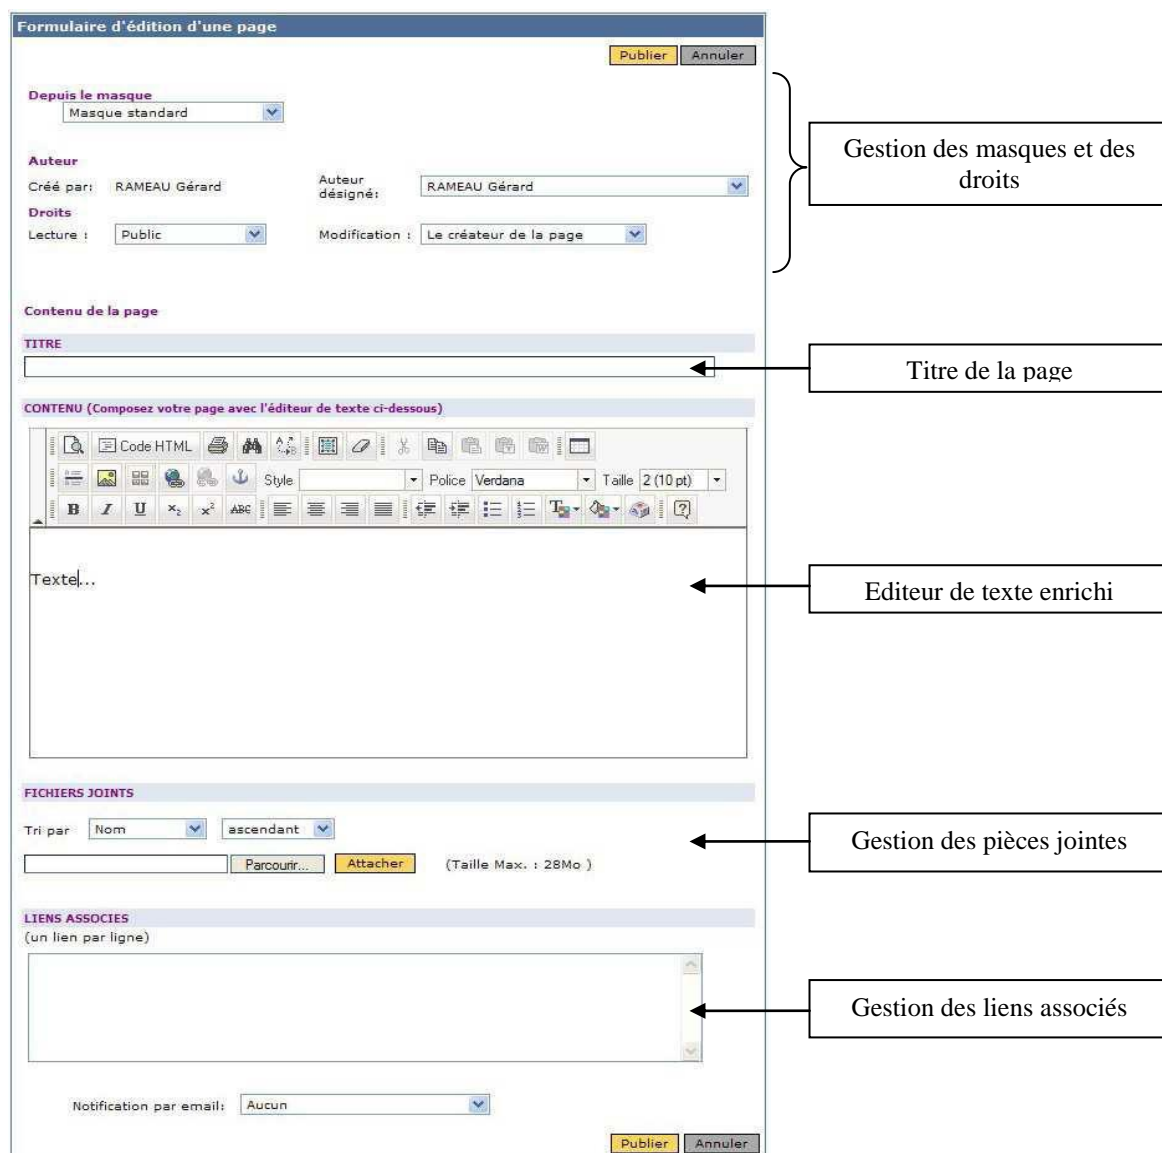 Formulaire d'édition d'une page
Publier Annuler
Depuis le masque
Masque standard
Gestion des masques et des
droits
Auteur
Créé par: RAMEAU Gérard
Auteur
désigné:
RAMEAU Gérard
Droits
Lecture : Public
Modification : Le créateur de la page
Contenu de la page
TITRE
Titre de la page
CONTENU (Composez votre page avec l'éditeur de texte ci-dessous)
Code HTML
Style Police Verdana Taille 2 (10 pt)
B I U x₂ x² ABC
Texte...
Editeur de texte enrichi
FICHIERS JOINTS
Tri par Nom ascendant
Gestion des pièces jointes
Parcourir... Attacher (Taille Max. : 28Mo )
LIENS ASSOCIES
(un lien par ligne)
Gestion des liens associés
Notification par email: Aucun
Publier Annuler